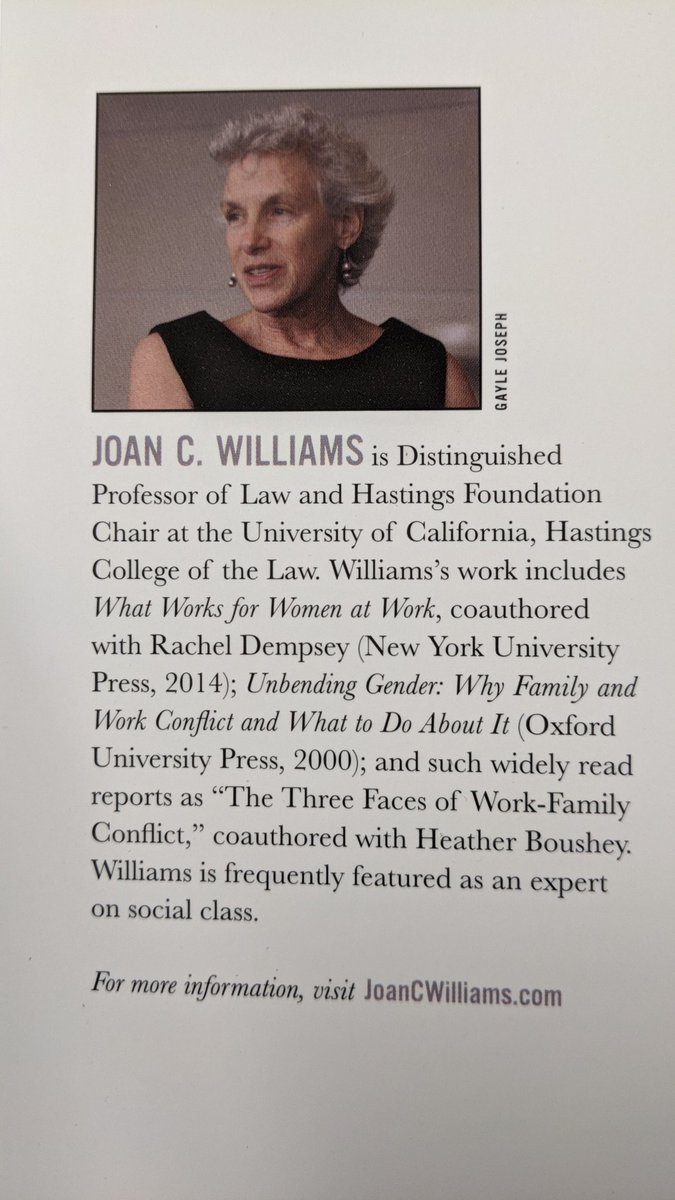 GAYLE JOSEPH
JOAN C. WILLIAMS is Distinguished
Professor of Law and Hastings Foundation
Chair at the University of California, Hastings
College of the Law. Williams’s work includes
What Works for Women at Work, coauthored
with Rachel Dempsey (New York University
Press, 2014); Unbending Gender: Why Family and
Work Conflict and What to Do About It (Oxford
University Press, 2000); and such widely read
reports as “The Three Faces of Work-Family
Conflict,” coauthored with Heather Boushey.
Williams is frequently featured as an expert
on social class.
For more information, visit JoanCWilliams.com